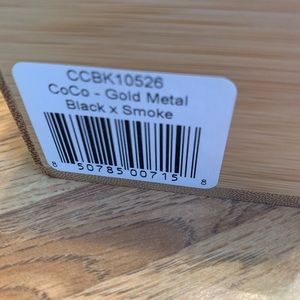 CCBK10526
CoCo - Gold Metal
Black x Smoke
8 50785 00715 8